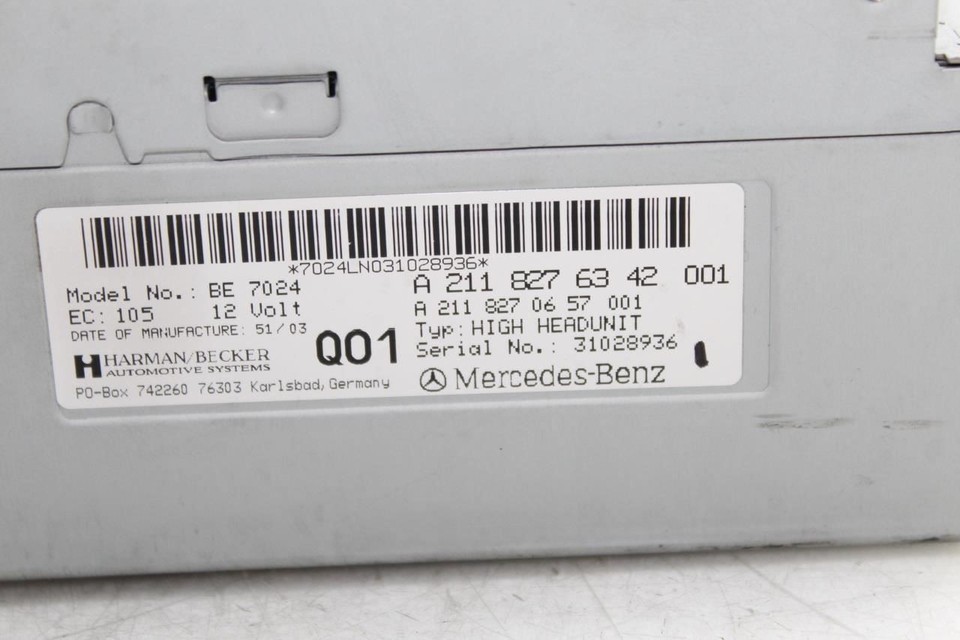 *7024LN031028936*
Model No.: BE 7024
EC: 105 12 Volt
DATE OF MANUFACTURE: 51/03
HARMAN/BECKER
AUTOMOTIVE SYSTEMS
PO-Box 742260 76303 Karlsbad, Germany
Q01
A 211 827 63 42 001
A 211 827 06 57 001
Typ: HIGH HEADUNIT
Serial No.: 31028936
Mercedes-Benz